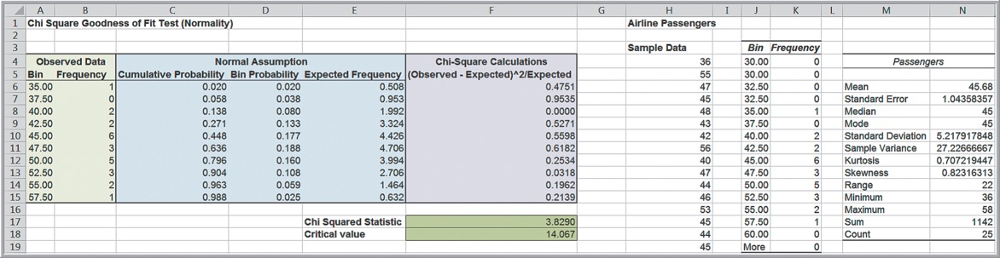 A B C D E F G H I J K L M N
1 Chi Square Goodness of Fit Test (Normality) Airline Passengers
2
3 Sample Data Bin Frequency
4 Observed Data Normal Assumption Chi-Square Calculations 36 30.00 0 Passengers
5 Bin Frequency Cumulative Probability Bin Probability Expected Frequency (Observed - Expected)^2/Expected 55 30.00 0
6 35.00 1 0.020 0.020 0.508 0.4751 47 32.50 0 Mean 45.68
7 37.50 0 0.058 0.038 0.953 0.9535 45 32.50 0 Standard Error 1.04358357
8 40.00 2 0.138 0.080 1.992 0.0000 48 35.00 1 Median 45
9 42.50 2 0.271 0.133 3.324 0.5271 43 37.50 0 Mode 45
10 45.00 6 0.448 0.177 4.426 0.5598 42 40.00 2 Standard Deviation 5.217917848
11 47.50 3 0.636 0.188 4.706 0.6182 56 42.50 2 Sample Variance 27.22666667
12 50.00 5 0.796 0.160 3.994 0.2534 40 45.00 6 Kurtosis 0.707219447
13 52.50 3 0.904 0.108 2.706 0.0318 47 47.50 3 Skewness 0.82316313
14 55.00 2 0.963 0.059 1.464 0.1962 44 50.00 5 Range 22
15 57.50 1 0.988 0.025 0.632 0.2139 46 52.50 3 Minimum 36
16 53 55.00 2 Maximum 58
17 Chi Squared Statistic 3.8290 45 57.50 1 Sum 1142
18 Critical value 14.067 44 60.00 0 Count 25
19 45 More 0